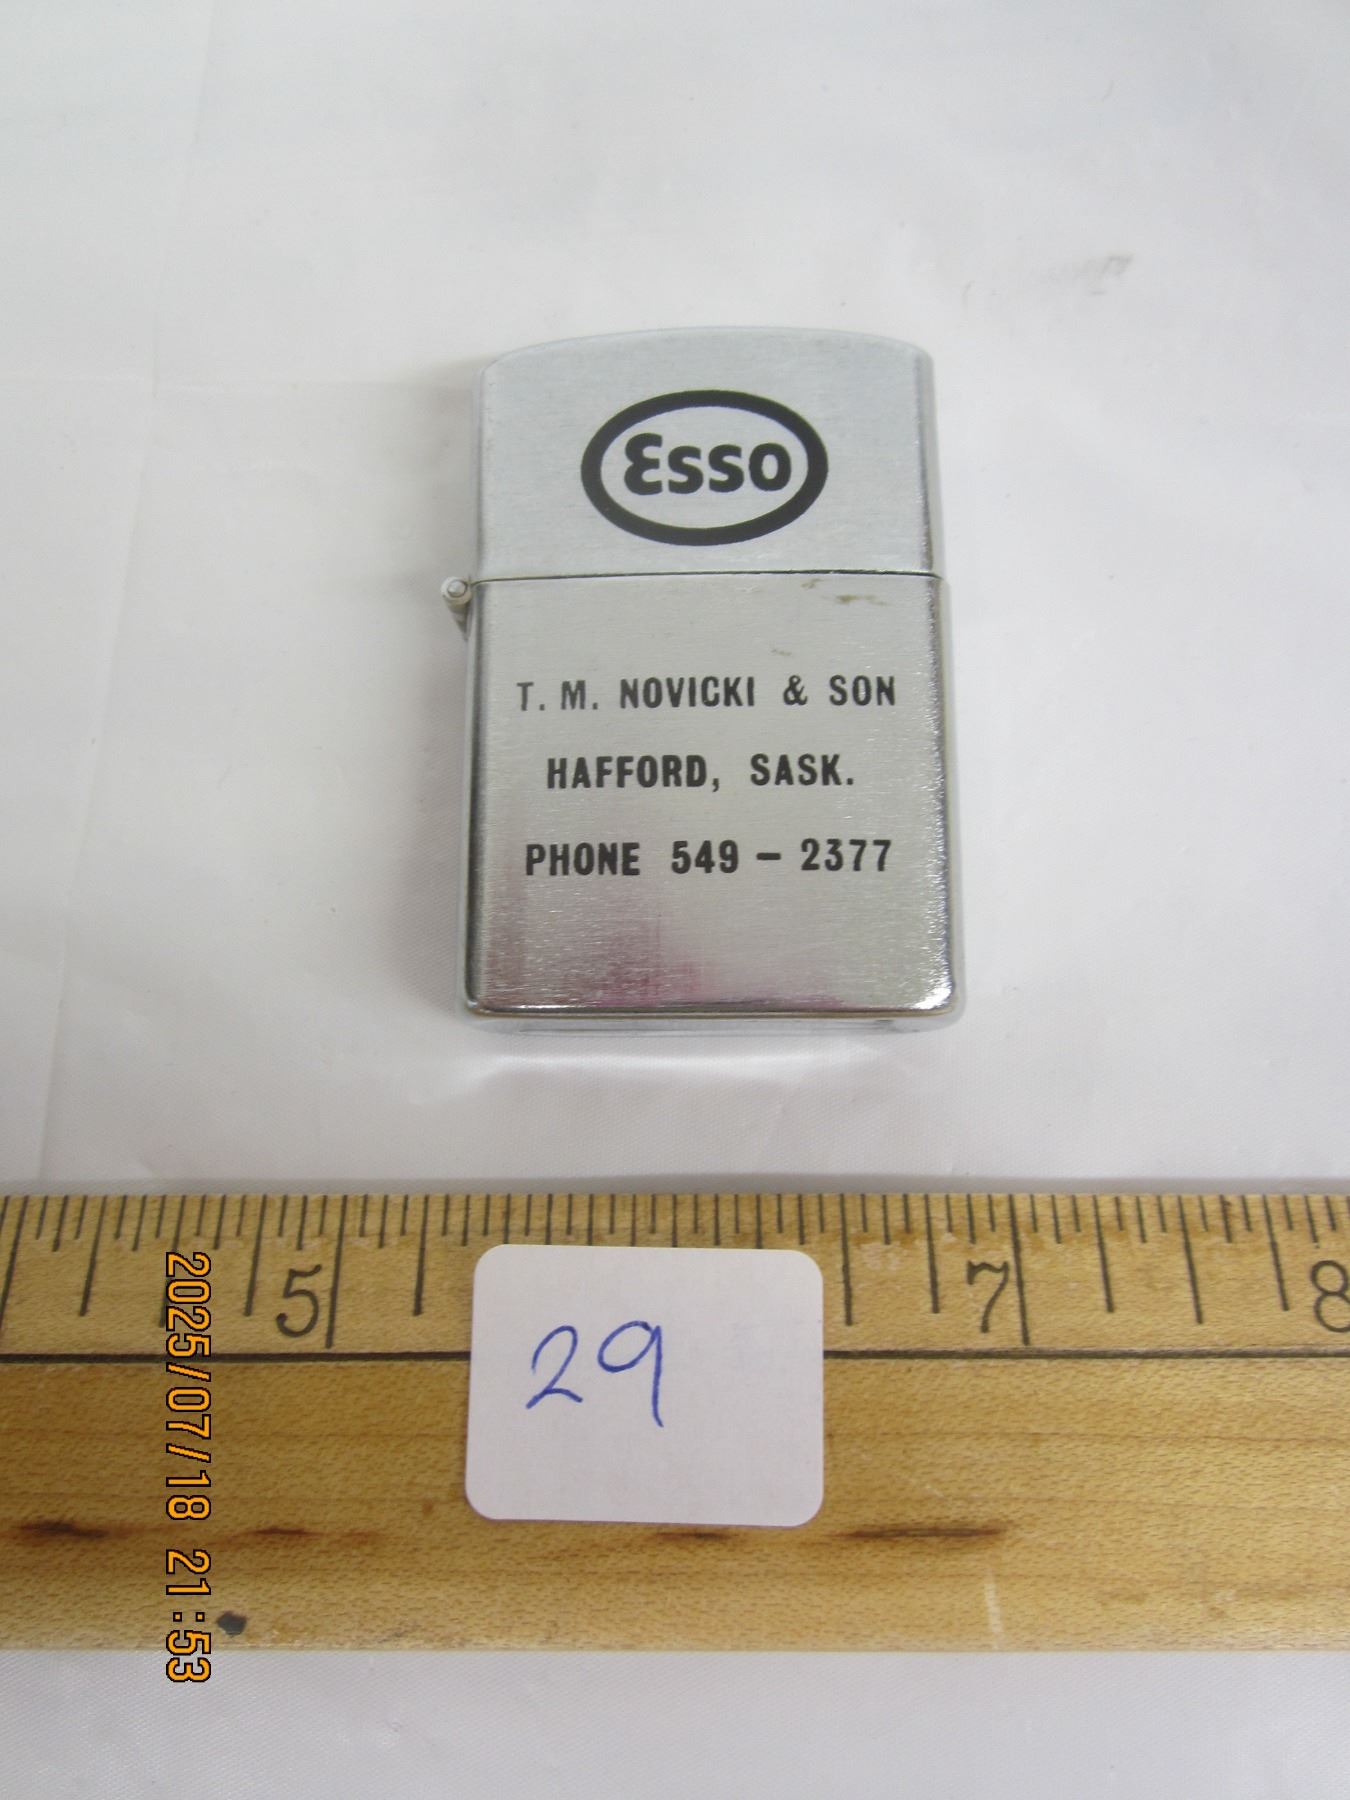 Esso
T. M. NOVICKI & SON
HAFFORD, SASK.
PHONE 549 - 2377
5 7 8
29
2025/07/18 21:53